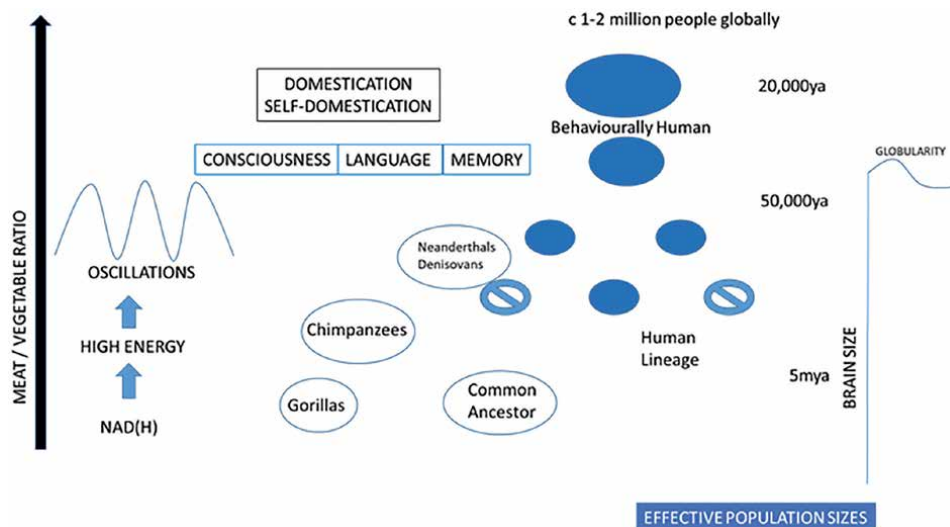 c 1-2 million people globally
DOMESTICATION
SELF-DOMESTICATION
20,000ya
Behaviourally Human
CONSCIOUSNESS
LANGUAGE
MEMORY
GLOBULARITY
50,000ya
Neanderthals
Denisovans
OSCILLATIONS
Chimpanzees
HIGH ENERGY
Human
Lineage
5mya
Gorillas
Common
Ancestor
NAD(H)
MEAT / VEGETABLE RATIO
BRAIN SIZE
EFFECTIVE POPULATION SIZES